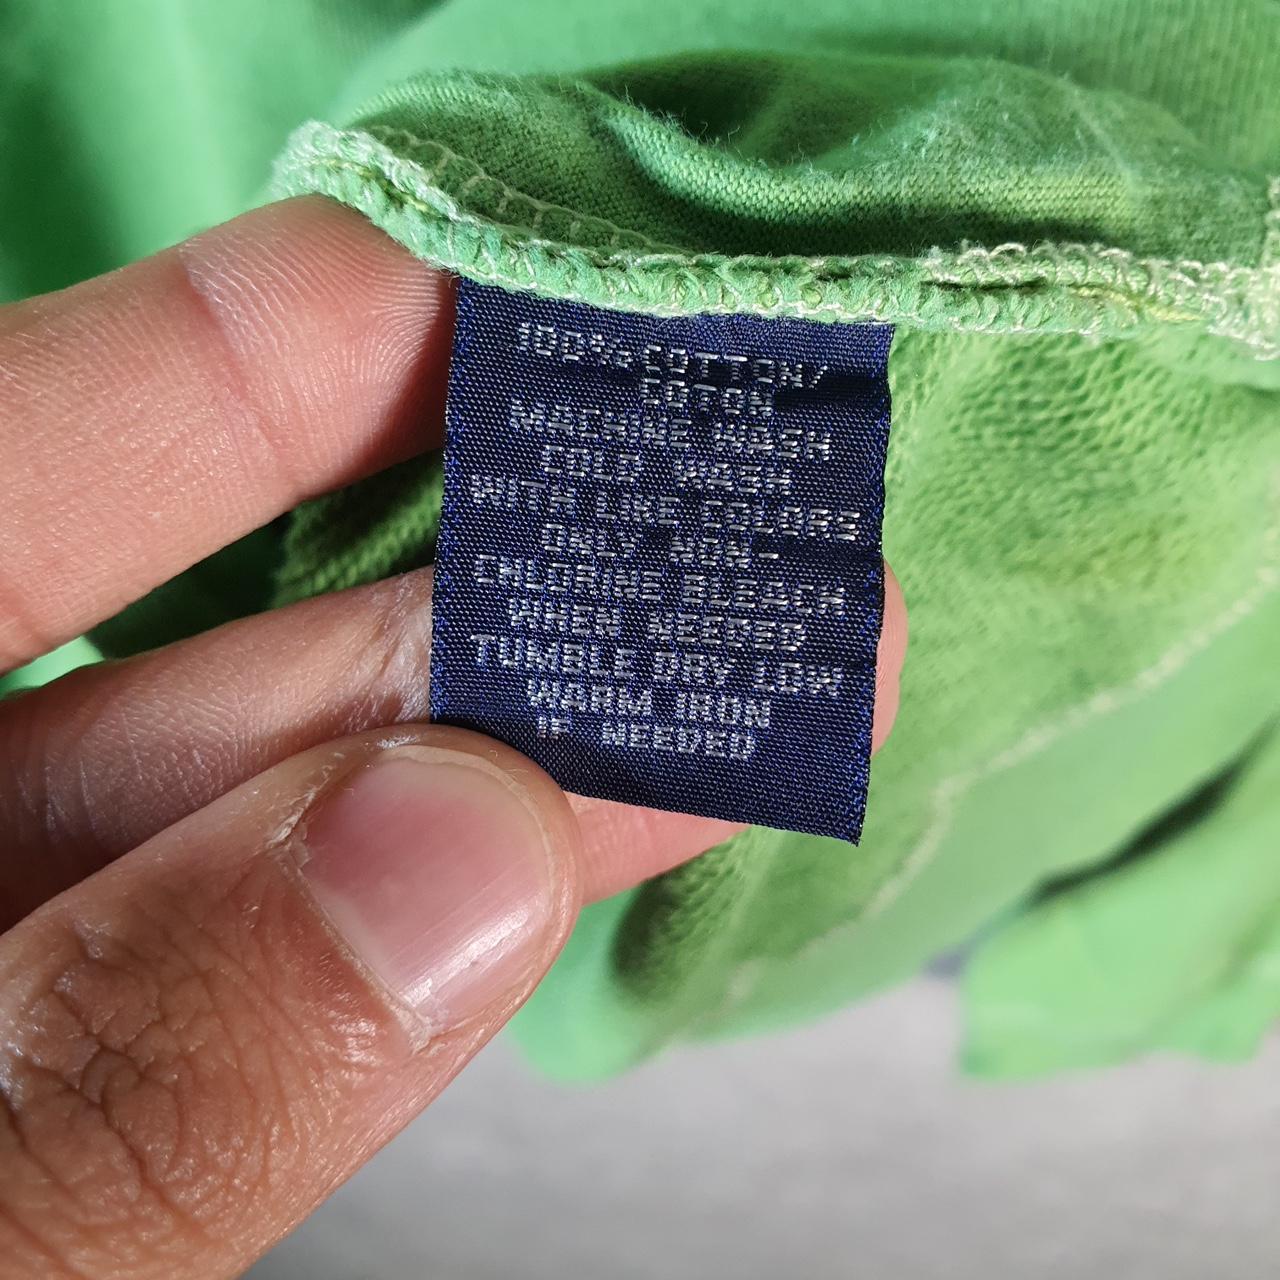 100% COTTON/
COTON
MACHINE WASH
COLD WASH
WITH LIKE COLORS
ONLY NON-
CHLORINE BLEACH
WHEN NEEDED
TUMBLE DRY LOW
WARM IRON
IF NEEDED